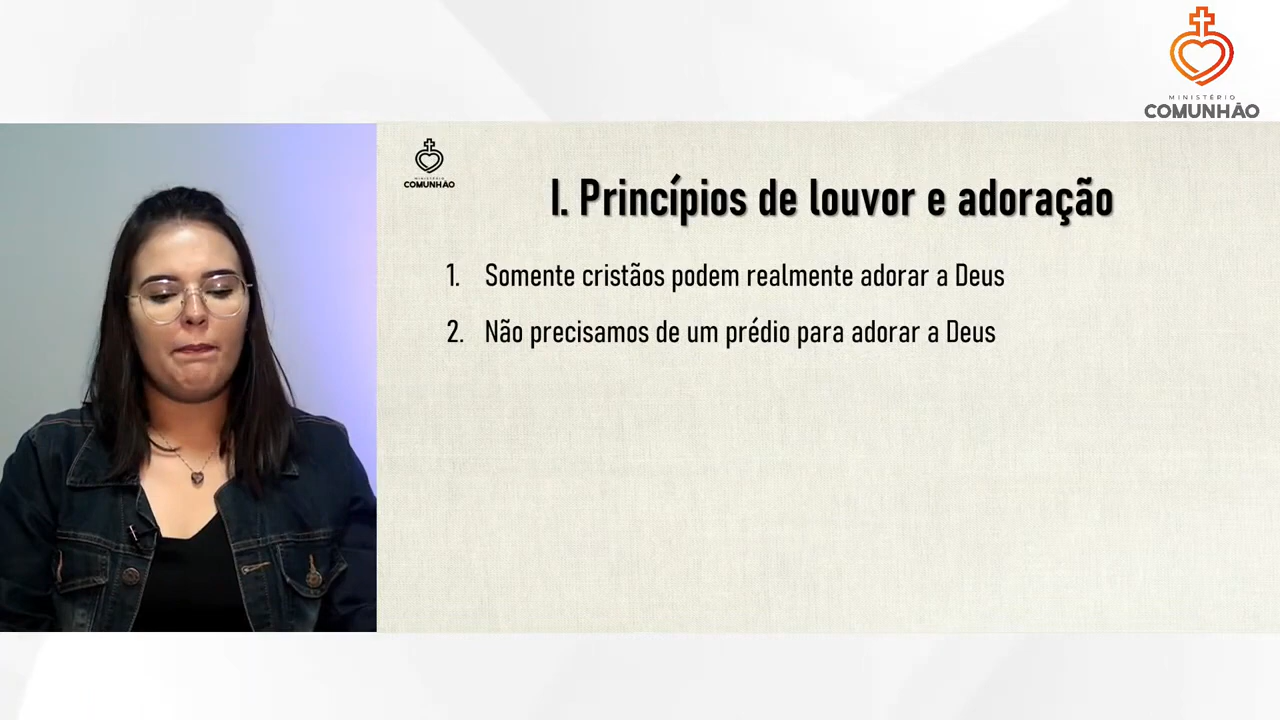 MINISTÉRIO
COMUNHÃO
MINISTÉRIO
COMUNHÃO
I. Princípios de louvor e adoração
1. Somente cristãos podem realmente adorar a Deus
2. Não precisamos de um prédio para adorar a Deus